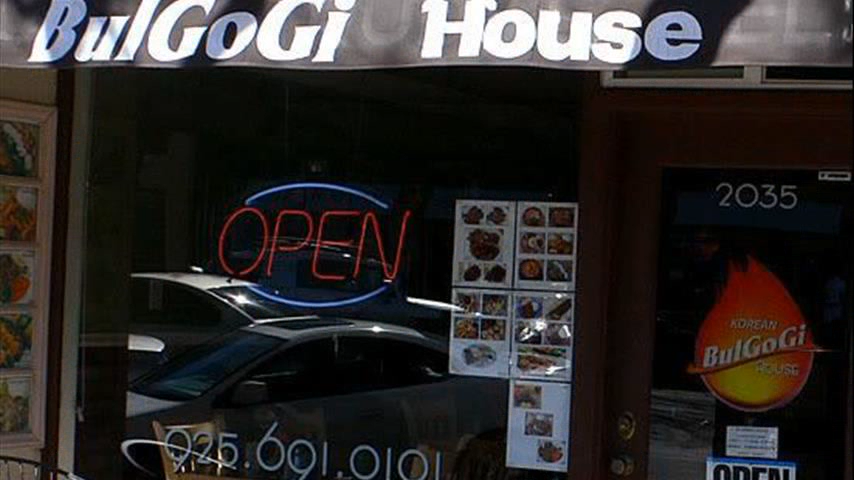 BulGoGi House
OPEN
2035
KOREAN
BulGoGi
HOUSE
925.691.0101
OPEN